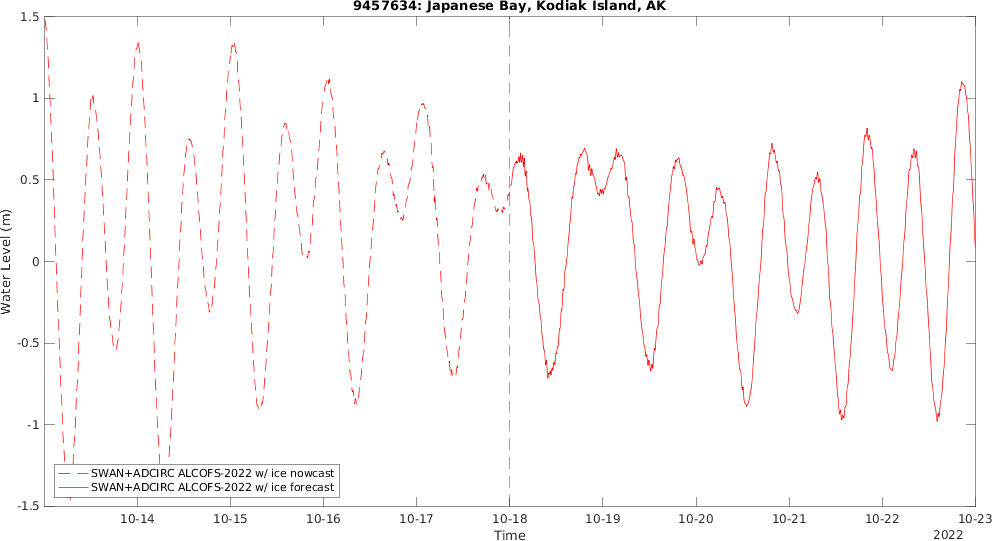 9457634: Japanese Bay, Kodiak Island, AK
1.5
1
0.5
0
-0.5
-1
-1.5
Water Level (m)
SWAN+ADCIRC ALCOFS-2022 w/ ice nowcast
SWAN+ADCIRC ALCOFS-2022 w/ ice forecast
10-14 10-15 10-16 10-17 10-18 10-19 10-20 10-21 10-22 10-23
Time
2022